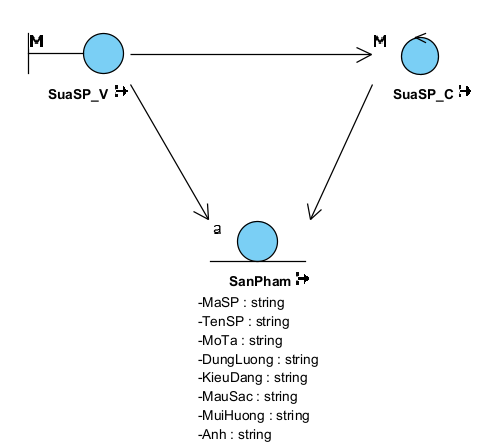 M
M
SuaSP_V
SuaSP_C
a
SanPham
-MaSP : string
-TenSP : string
-MoTa : string
-DungLuong : string
-KieuDang : string
-MauSac : string
-MuiHuong : string
-Anh : string